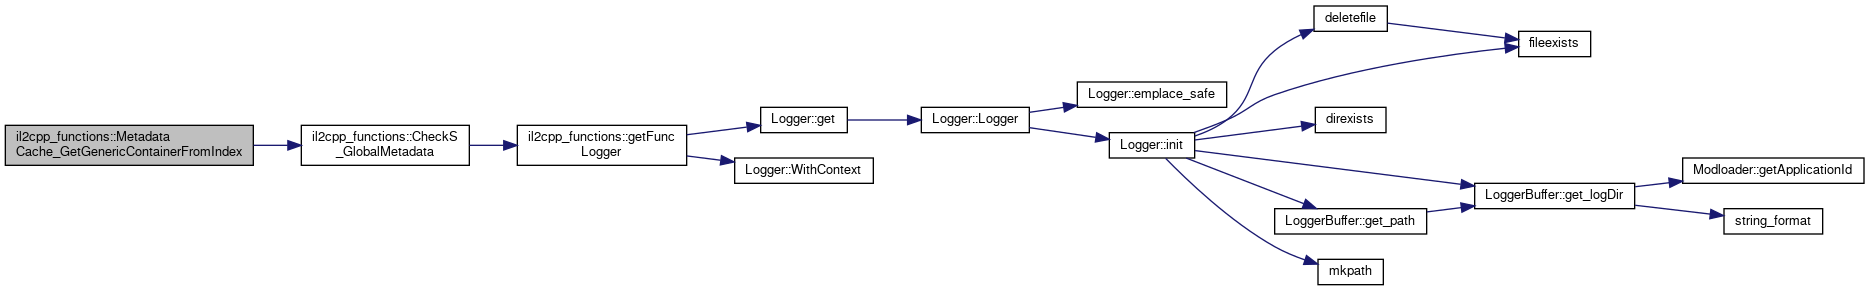 il2cpp_functions::Metadata
Cache_GetGenericContainerFromIndex
il2cpp_functions::CheckS
_GlobalMetadata
il2cpp_functions::getFunc
Logger
Logger::get
Logger::WithContext
Logger::Logger
Logger::emplace_safe
Logger::init
deletefile
fileexists
direxists
LoggerBuffer::get_logDir
LoggerBuffer::get_path
mkpath
Modloader::getApplicationId
string_format